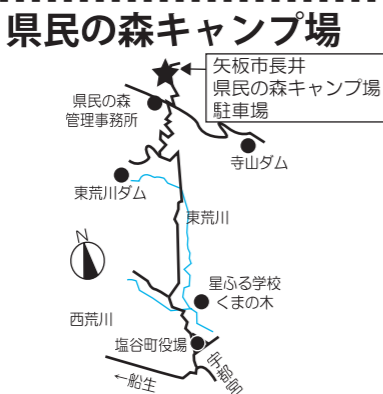 県民の森キャンプ場
矢板市長井
県民の森キャンプ場
駐車場
県民の森
管理事務所
寺山ダム
東荒川ダム
東荒川
N
星ふる学校
くまの木
西荒川
塩谷町役場
宇都宮
←船生